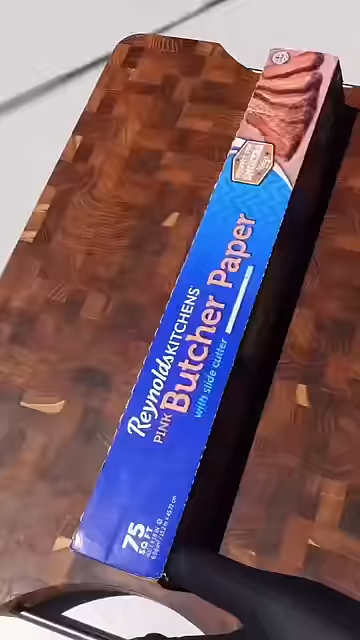 Reynolds KITCHENS
PINK Butcher Paper
with slide cutter
75
SQ FT